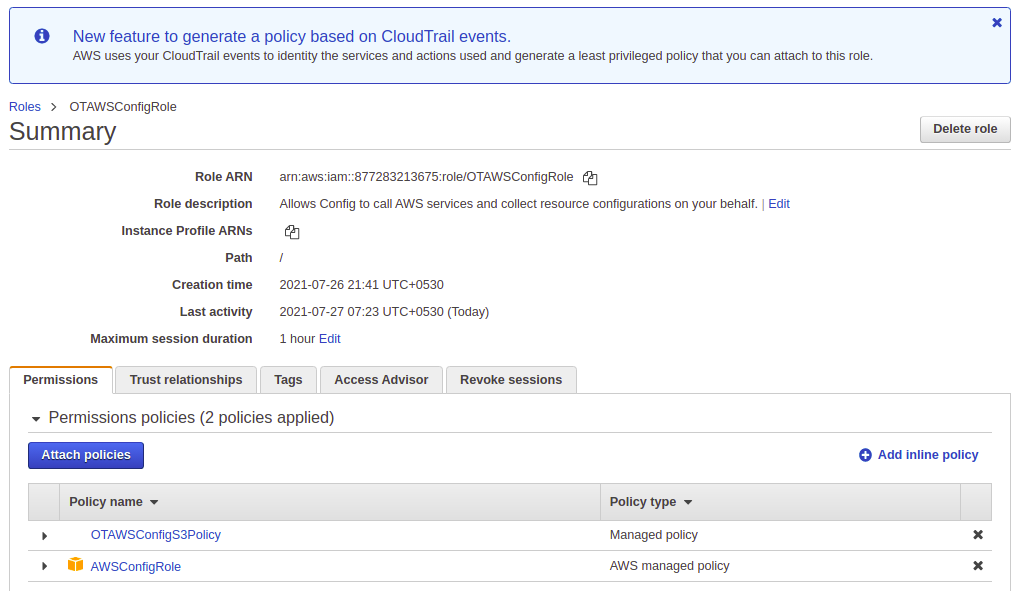 New feature to generate a policy based on CloudTrail events.
AWS uses your CloudTrail events to identify the services and actions used and generate a least privileged policy that you can attach to this role.
Roles > OTAWSConfigRole
Summary
Delete role
Role ARN arn:aws:iam::877283213675:role/OTAWSConfigRole
Role description Allows Config to call AWS services and collect resource configurations on your behalf. | Edit
Instance Profile ARNs
Path /
Creation time 2021-07-26 21:41 UTC+0530
Last activity 2021-07-27 07:23 UTC+0530 (Today)
Maximum session duration 1 hour Edit
Permissions Trust relationships Tags Access Advisor Revoke sessions
Permissions policies (2 policies applied)
Attach policies Add inline policy
Policy name Policy type
OTAWSConfigS3Policy Managed policy
AWSConfigRole AWS managed policy